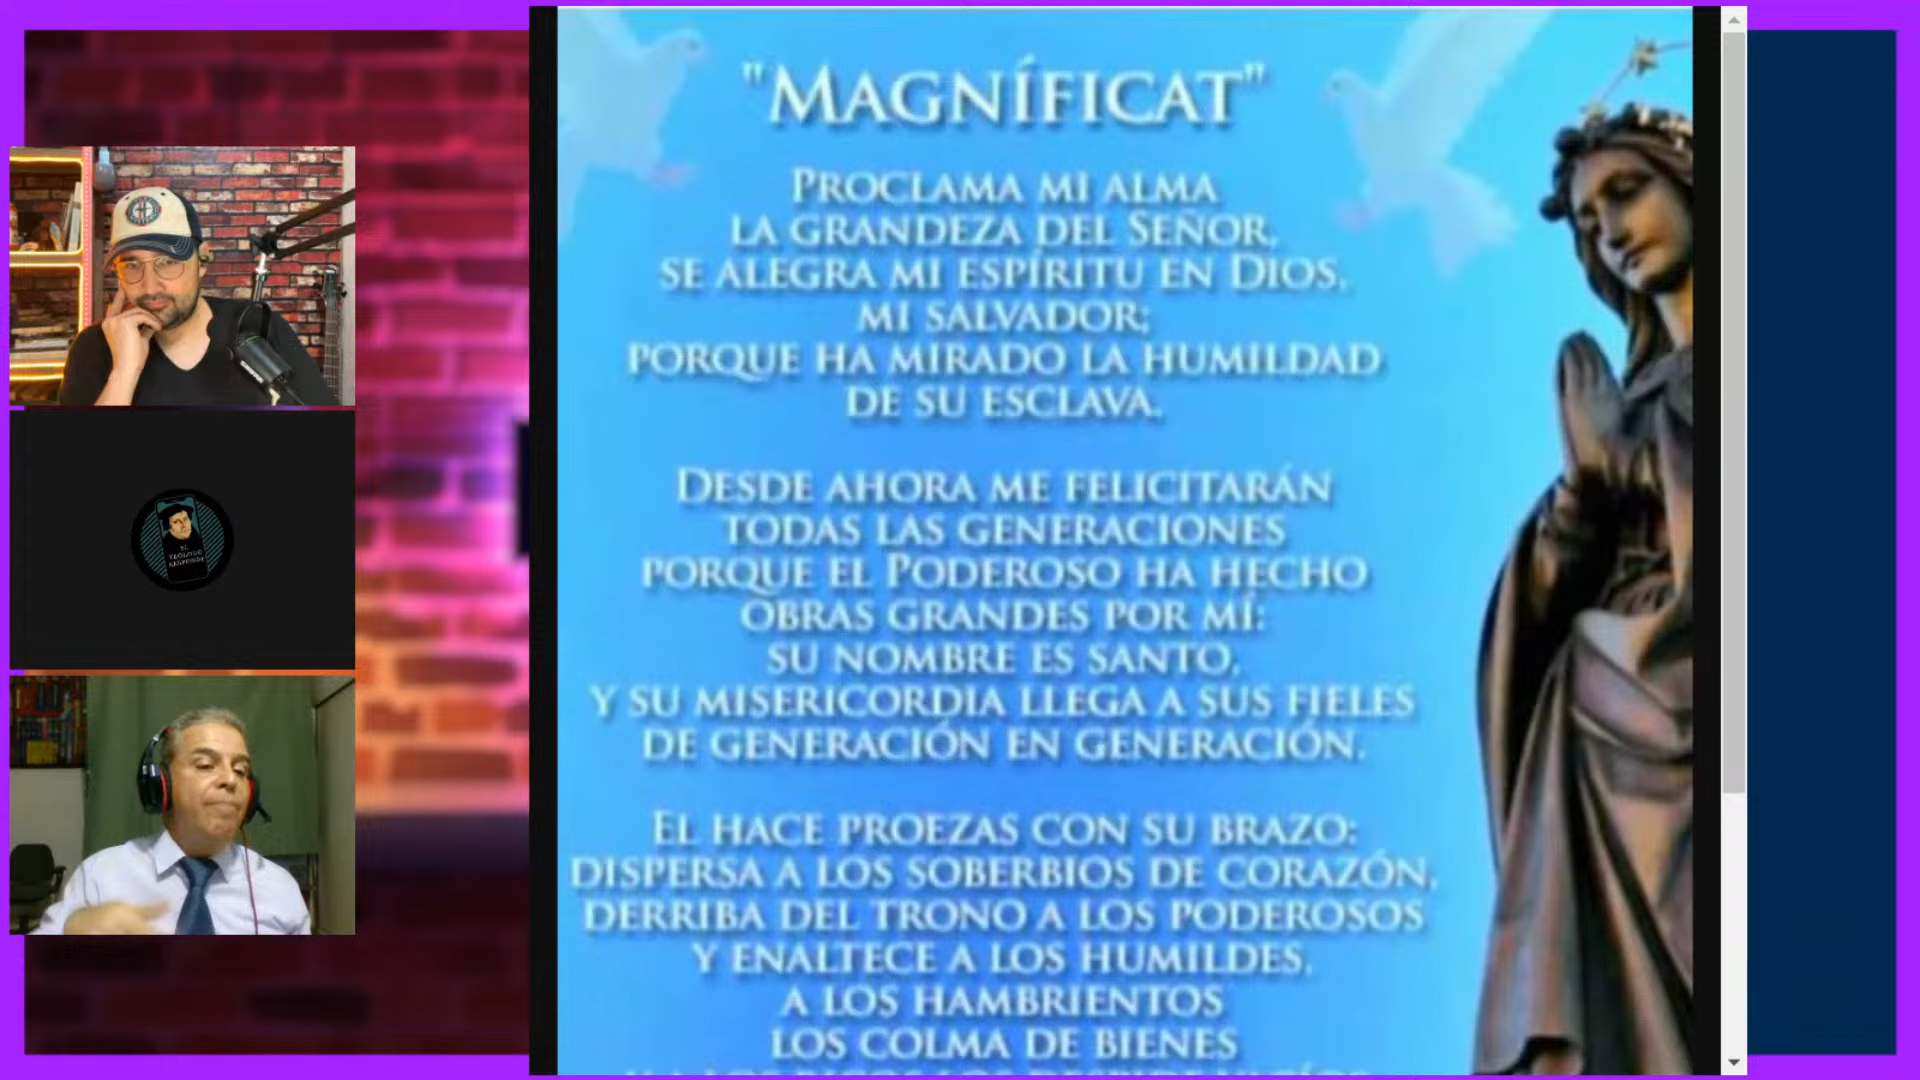 "Magníficat"
Proclama mi alma
la grandeza del Señor,
se alegra mi espíritu en Dios,
mi salvador;
porque ha mirado la humildad
de su esclava.
Desde ahora me felicitarán
todas las generaciones
porque el Poderoso ha hecho
obras grandes por mí:
su nombre es santo,
y su misericordia llega a sus fieles
de generación en generación.
El hace proezas con su brazo:
dispersa a los soberbios de corazón,
derriba del trono a los poderosos
y enaltece a los humildes,
a los hambrientos
los colma de bienes
EL
TEÓLOGO
RESPONDE